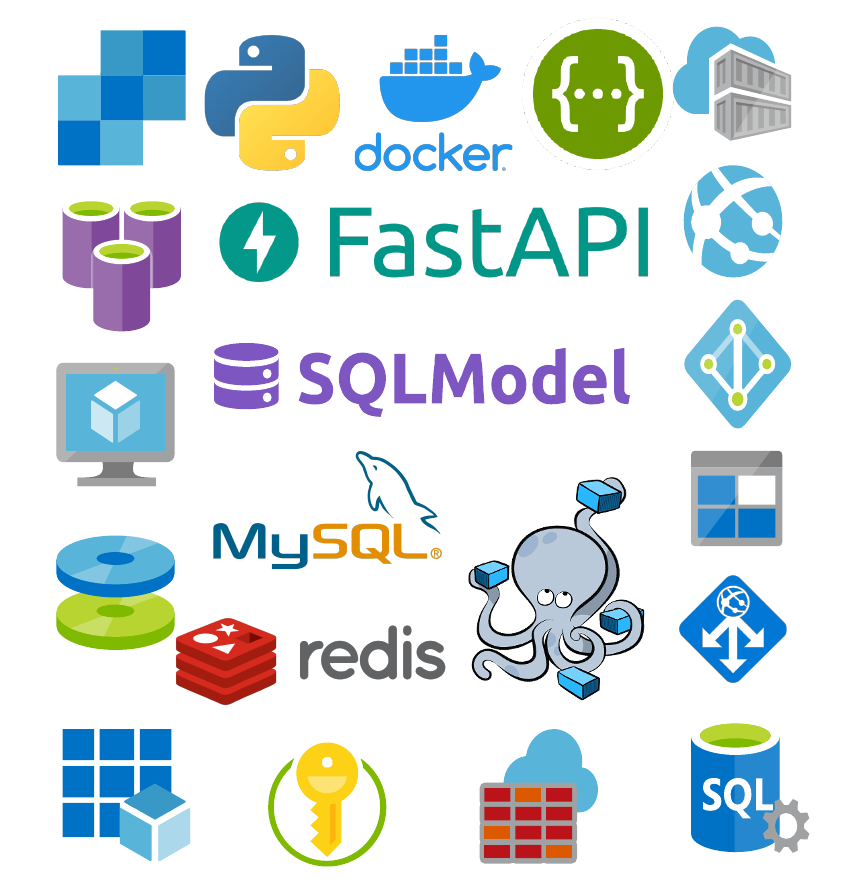 {...}
docker
FastAPI
SQLModel
MySQL®
redis
SQL